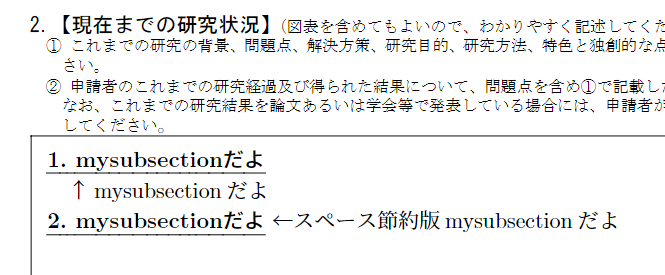 2.【現在までの研究状況】(図表を含めてもよいので、わかりやすく記述してくだ
① これまでの研究の背景、問題点、解決方策、研究目的、研究方法、特色と独創的な点
さい。
② 申請者のこれまでの研究経過及び得られた結果について、問題点を含め①で記載した
なお、これまでの研究結果を論文あるいは学会等で発表している場合には、申請者が
してください。
1. mysubsectionだよ
↑ mysubsection だよ
2. mysubsectionだよ ←スペース節約版 mysubsection だよ